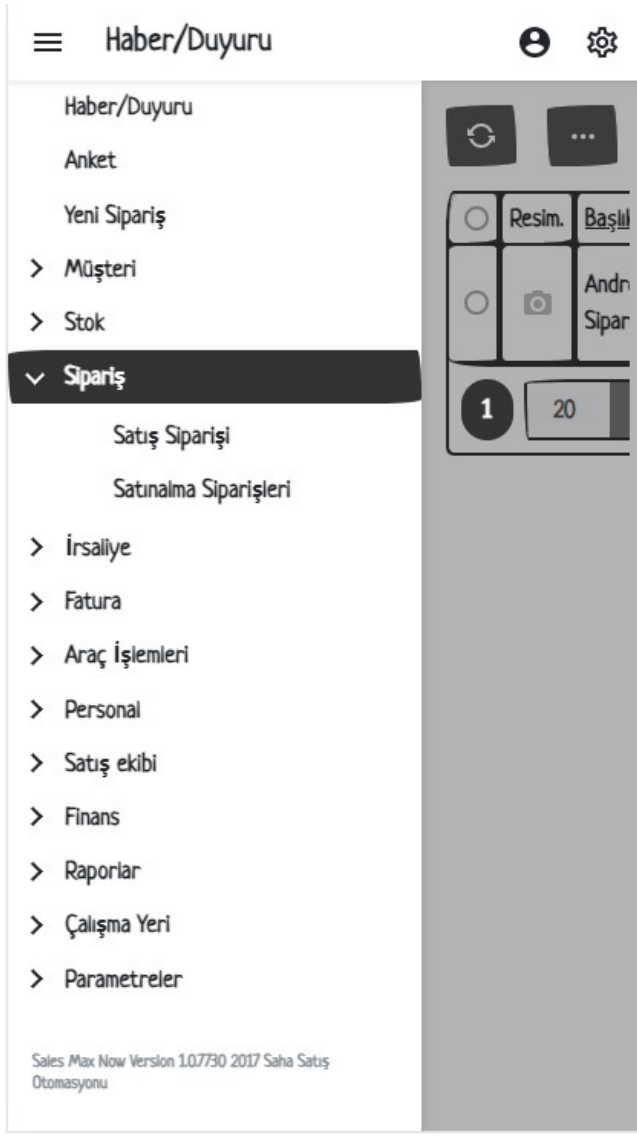 Haber/Duyuru
Haber/Duyuru
Anket
Yeni Sipariş
Müşteri
Stok
Sipariş
Satış Siparişi
Satınalma Siparişleri
İrsaliye
Fatura
Araç İşlemleri
Personal
Satış ekibi
Finans
Raporlar
Çalışma Yeri
Parametreler
Sales Max Now Version 1.0.7730 2017 Saha Satış
Otomasyonu
Resim.
1
20